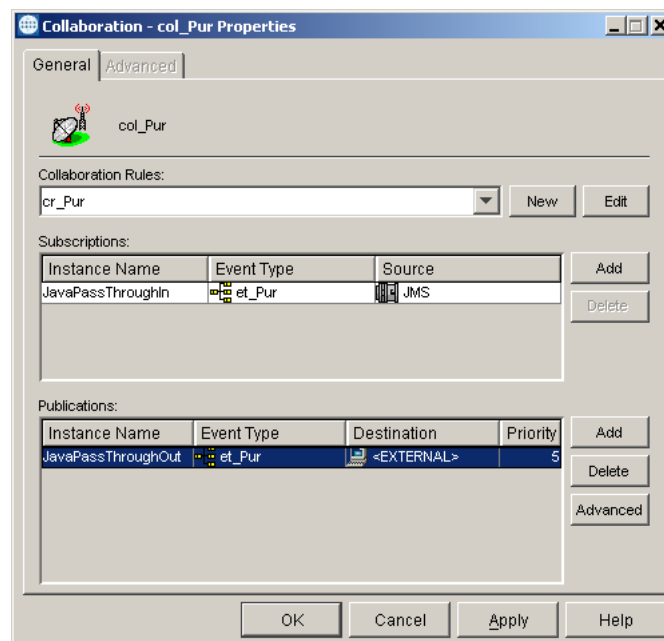 Collaboration - col_Pur Properties
General Advanced
col_Pur
Collaboration Rules:
cr_Pur New Edit
Subscriptions:
Instance Name Event Type Source Add
JavaPassThroughIn et_Pur JMS
Delete
Publications:
Instance Name Event Type Destination Priority Add
JavaPassThroughOut et_Pur <EXTERNAL> 5
Delete
Advanced
OK Cancel Apply Help